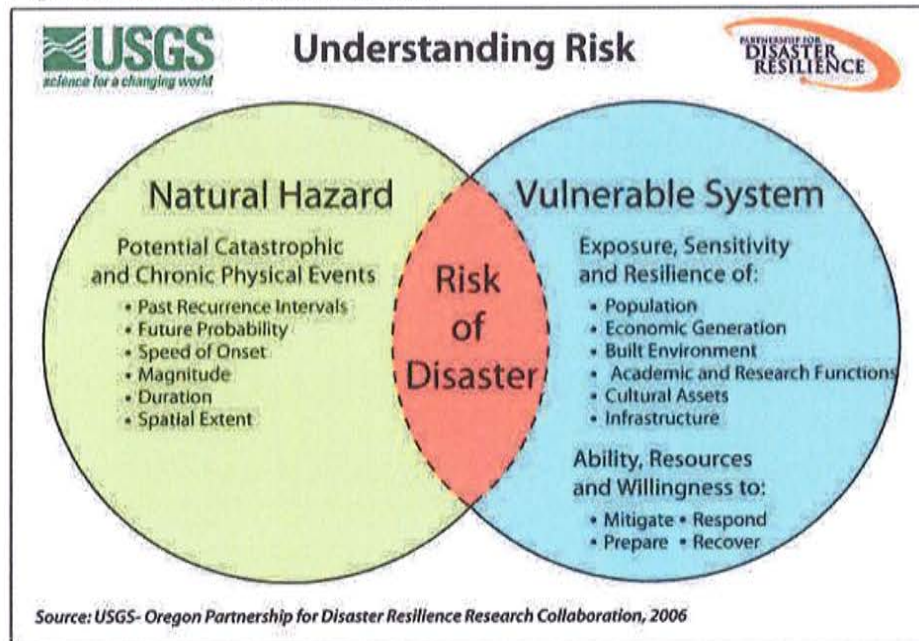 USGS
science for a changing world
Understanding Risk
PARTNERSHIP FOR
DISASTER
RESILIENCE
Natural Hazard
Potential Catastrophic
and Chronic Physical Events
• Past Recurrence Intervals
• Future Probability
• Speed of Onset
• Magnitude
• Duration
• Spatial Extent
Risk
of
Disaster
Vulnerable System
Exposure, Sensitivity
and Resilience of:
• Population
• Economic Generation
• Built Environment
• Academic and Research Functions
• Cultural Assets
• Infrastructure
Ability, Resources
and Willingness to:
• Mitigate • Respond
• Prepare • Recover
Source: USGS- Oregon Partnership for Disaster Resilience Research Collaboration, 2006